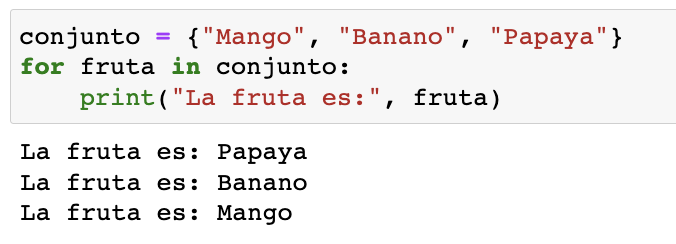 conjunto = {"Mango", "Banano", "Papaya"}
for fruta in conjunto:
    print("La fruta es:", fruta)
La fruta es: Papaya
La fruta es: Banano
La fruta es: Mango